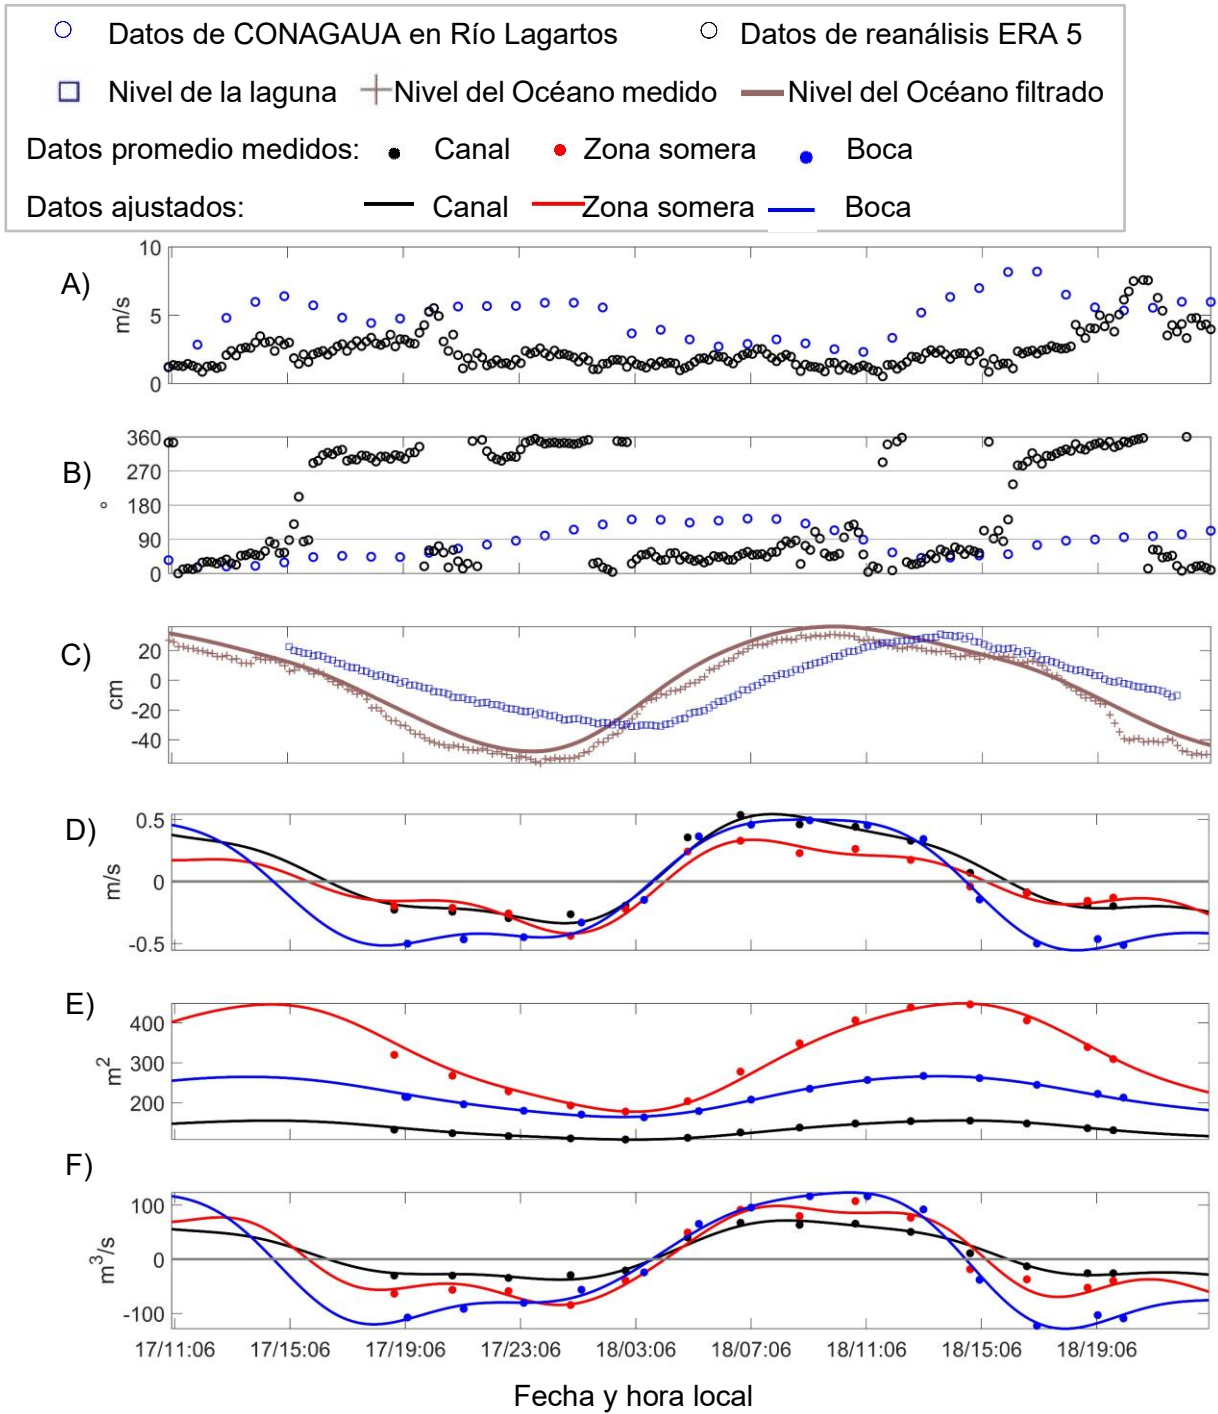 Datos de CONAGAUA en Río Lagartos Datos de reanálisis ERA 5
Nivel de la laguna Nivel del Océano medido Nivel del Océano filtrado
Datos promedio medidos: Canal Zona somera Boca
Datos ajustados: Canal Zona somera Boca
A)
m/s
10
5
0
B)
°
360
270
180
90
0
C)
cm
20
0
-20
-40
D)
m/s
0.5
0
-0.5
E)
m²
400
300
200
F)
m³/s
100
0
-100
17/11:06 17/15:06 17/19:06 17/23:06 18/03:06 18/07:06 18/11:06 18/15:06 18/19:06
Fecha y hora local